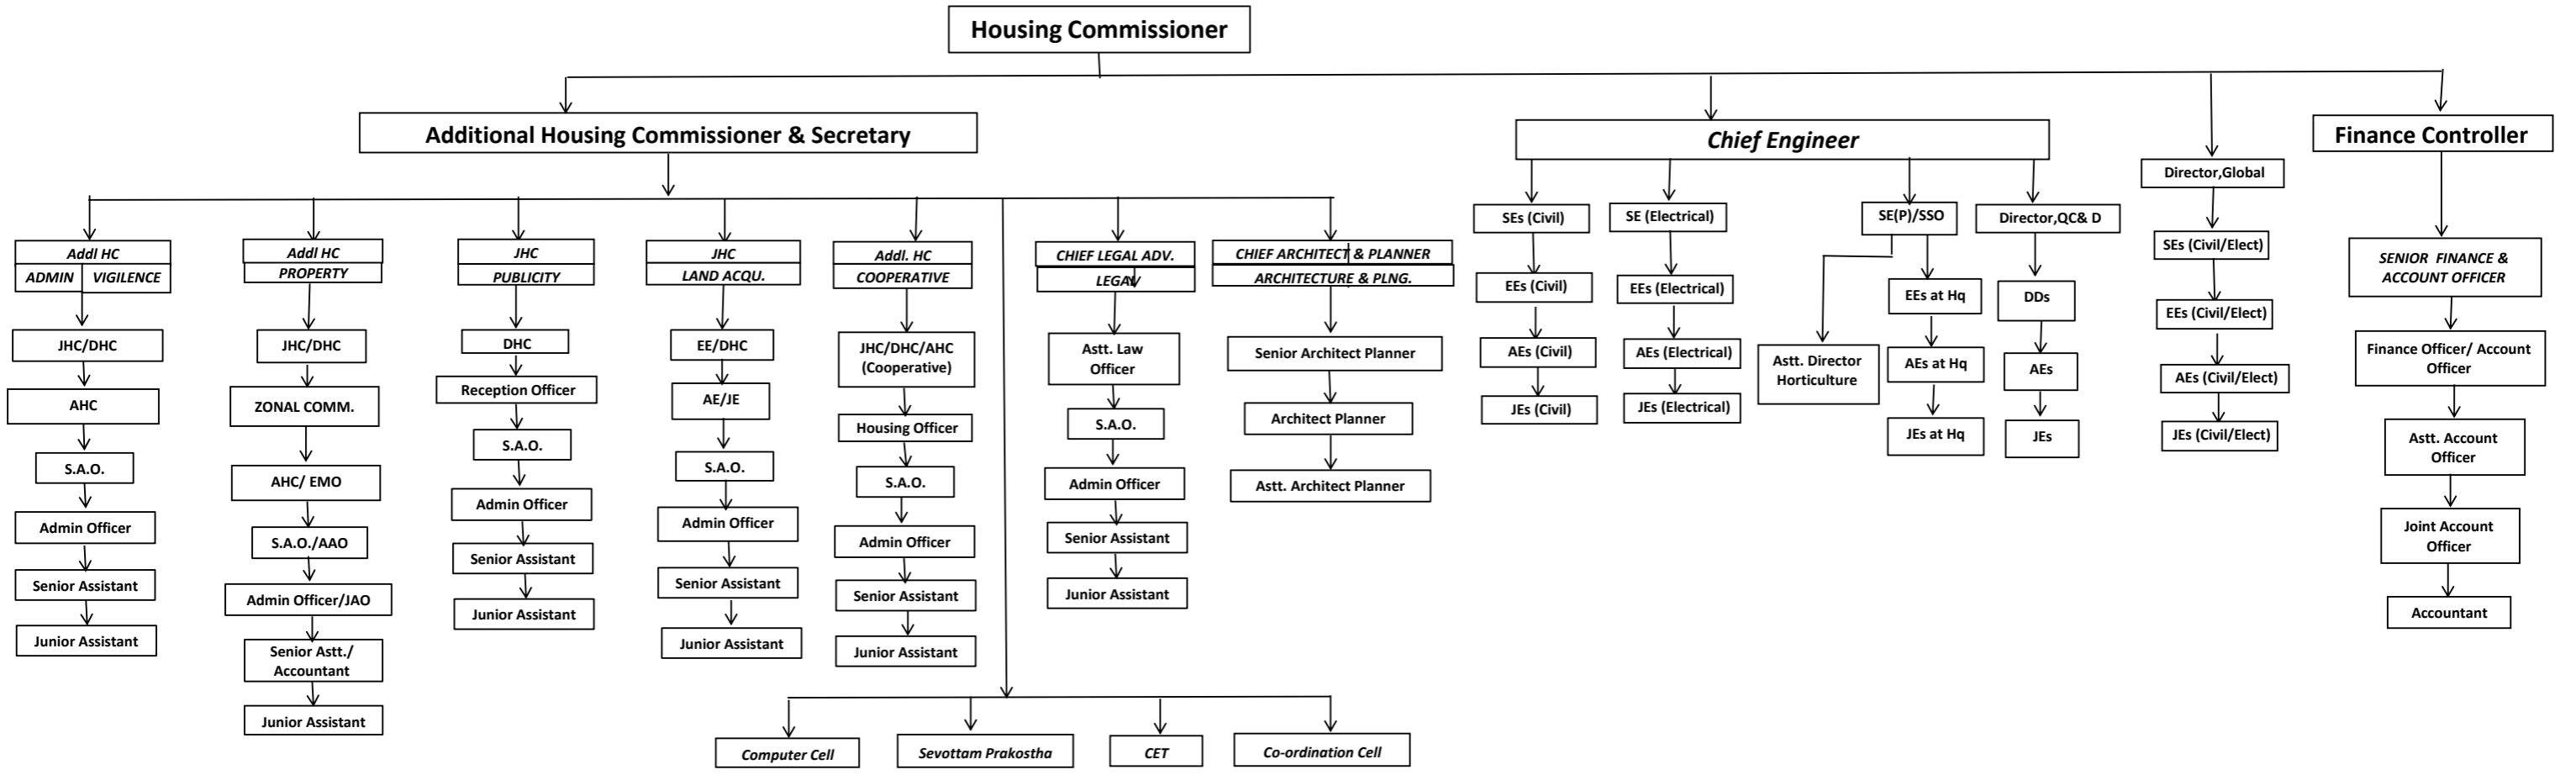 Housing Commissioner
Additional Housing Commissioner & Secretary
Chief Engineer
Finance Controller
Addl HC
ADMIN VIGILENCE
JHC/DHC
AHC
S.A.O.
Admin Officer
Senior Assistant
Junior Assistant
Addl HC
PROPERTY
JHC/DHC
ZONAL COMM.
AHC/ EMO
S.A.O./AAO
Admin Officer/JAO
Senior Astt./
Accountant
Junior Assistant
JHC
PUBLICITY
DHC
Reception Officer
S.A.O.
Admin Officer
Senior Assistant
Junior Assistant
JHC
LAND ACQU.
EE/DHC
AE/JE
S.A.O.
Admin Officer
Senior Assistant
Junior Assistant
Addl. HC
COOPERATIVE
JHC/DHC/AHC
(Cooperative)
Housing Officer
S.A.O.
Admin Officer
Senior Assistant
Junior Assistant
CHIEF LEGAL ADV.
LEGAL
Astt. Law
Officer
S.A.O.
Admin Officer
Senior Assistant
Junior Assistant
CHIEF ARCHITECT & PLANNER
ARCHITECTURE & PLNG.
Senior Architect Planner
Architect Planner
Astt. Architect Planner
Computer Cell
Sevottam Prakostha
CET
Co-ordination Cell
SEs (Civil)
EEs (Civil)
AEs (Civil)
JEs (Civil)
SE (Electrical)
EEs (Electrical)
AEs (Electrical)
JEs (Electrical)
SE(P)/SSO
Astt. Director
Horticulture
EEs at Hq
AEs at Hq
JEs at Hq
Director,QC& D
DDs
AEs
JEs
Director,Global
SEs (Civil/Elect)
EEs (Civil/Elect)
AEs (Civil/Elect)
JEs (Civil/Elect)
SENIOR FINANCE &
ACCOUNT OFFICER
Finance Officer/ Account
Officer
Astt. Account
Officer
Joint Account
Officer
Accountant